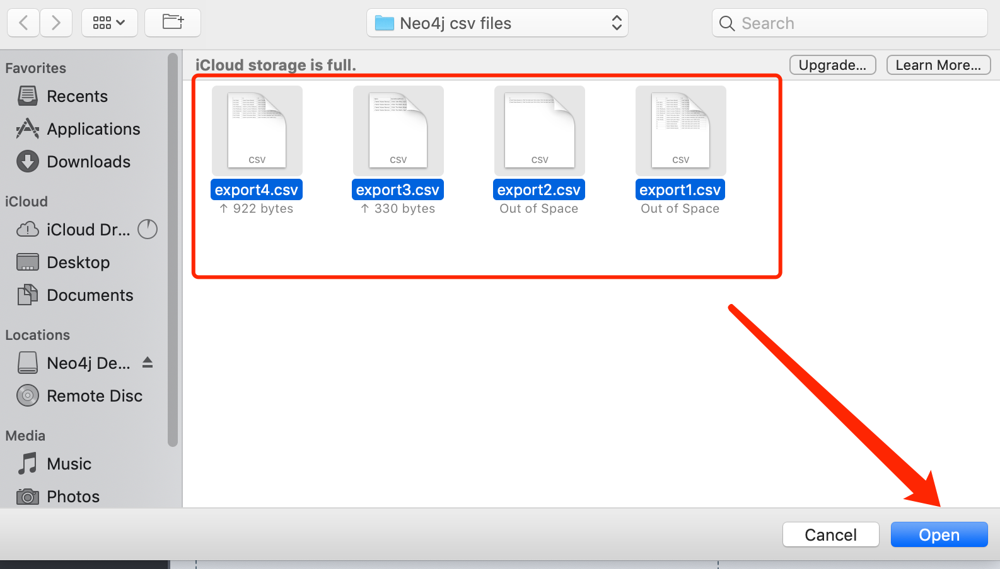 Neo4j csv files
Search
Favorites
Recents
Applications
Downloads
iCloud
iCloud Dr...
Desktop
Documents
Locations
Neo4j De...
Remote Disc
Media
Music
Photos
iCloud storage is full.
Upgrade...
Learn More...
CSV
CSV
CSV
CSV
export4.csv
export3.csv
export2.csv
export1.csv
↑ 922 bytes
↑ 330 bytes
Out of Space
Out of Space
Cancel
Open